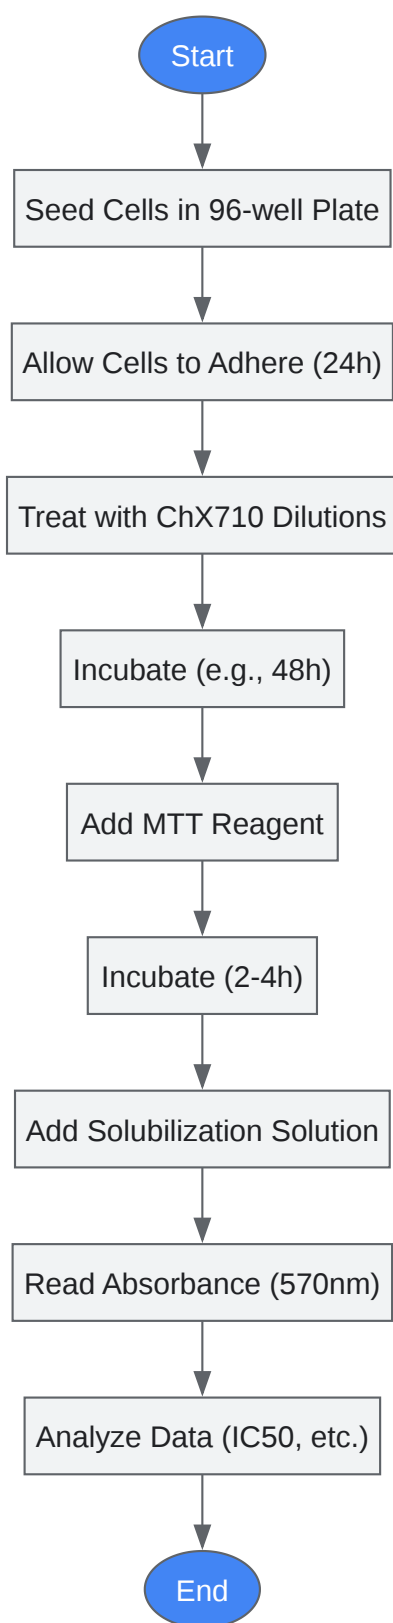 Start
Seed Cells in 96-well Plate
Allow Cells to Adhere (24h)
Treat with ChX710 Dilutions
Incubate (e.g., 48h)
Add MTT Reagent
Incubate (2-4h)
Add Solubilization Solution
Read Absorbance (570nm)
Analyze Data (IC50, etc.)
End